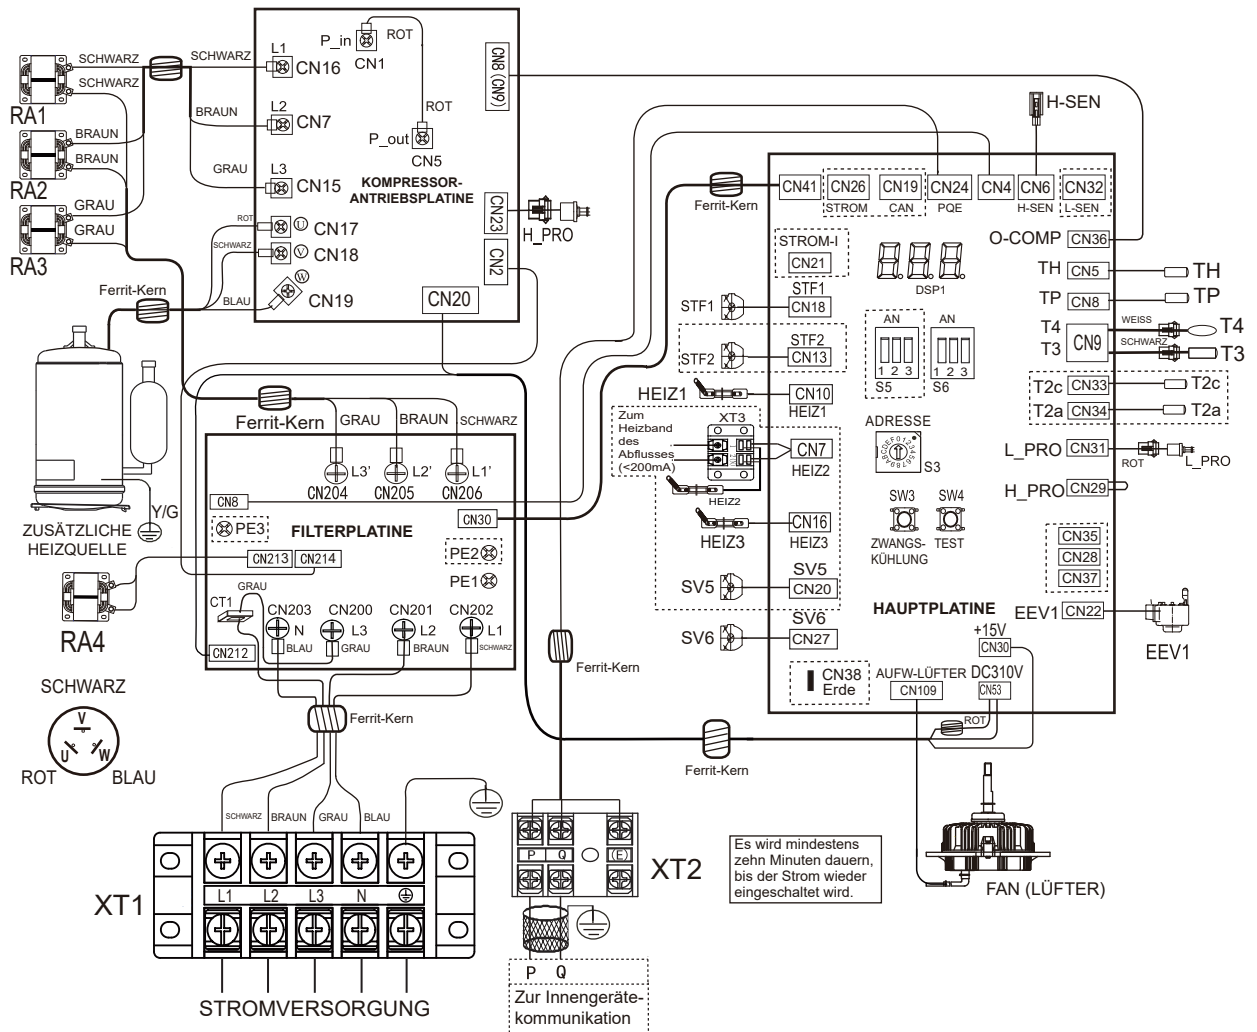 SCHWARZ
SCHWARZ
RA1
BRAUN
BRAUN
RA2
GRAU
GRAU
RA3
SCHWARZ
BRAUN
GRAU
L1
CN16
L2
CN7
L3
CN15
P_in
CN1
ROT
ROT
P_out
CN5
KOMPRESSOR-
ANTRIEBSPLATINE
CN8 (CN9)
CN23
CN2
H_PRO
ROT
U
CN17
SCHWARZ
V
CN18
W
BLAU
CN19
CN20
Ferrit-Kern
Y/G
ZUSÄTZLICHE
HEIZQUELLE
RA4
Ferrit-Kern
GRAU
BRAUN
SCHWARZ
L3'
L2'
L1'
CN204
CN205
CN206
CN8
CN30
PE3
FILTERPLATINE
CN213
CN214
PE2
PE1
GRAU
CT1
CN203
CN200
CN201
CN202
N
L3
L2
L1
BLAU
GRAU
BRAUN
SCHWARZ
CN212
Ferrit-Kern
SCHWARZ
V
U
W
ROT
BLAU
SCHWARZ
BRAUN
GRAU
BLAU
XT1
L1
L2
L3
N
STROMVERSORGUNG
Ferrit-Kern
P
Q
(E)
XT2
P
Q
Zur Innengeräte-
kommunikation
Ferrit-Kern
Ferrit-Kern
H-SEN
CN41
CN26
CN19
CN24
CN4
CN6
CN32
STROM
CAN
PQE
H-SEN
L-SEN
STROM-I
CN21
DSP1
O-COMP
CN36
TH
CN5
TH
TP
CN8
TP
T4
T3
CN9
WEISS
T4
SCHWARZ
T3
T2c
CN33
T2c
T2a
CN34
T2a
L_PRO
CN31
ROT
L_PRO
H_PRO
CN29
STF1
STF1
CN18
STF2
STF2
CN13
HEIZ1
CN10
HEIZ1
Zum
Heizband
des
Abflusses
(<200mA)
XT3
CN7
HEIZ2
HEIZ2
HEIZ3
CN16
HEIZ3
SV5
SV5
CN20
SV6
SV6
CN27
AN
1 2 3
S5
AN
1 2 3
S6
ADRESSE
0123456789ABCDEF
S3
SW3
SW4
ZWANGS-
KÜHLUNG
TEST
CN35
CN28
CN37
HAUPTPLATINE
EEV1
CN22
EEV1
+15V
CN30
CN38
Erde
AUFW-LÜFTER
CN109
DC310V
CN53
ROT
FAN (LÜFTER)
Es wird mindestens
zehn Minuten dauern,
bis der Strom wieder
eingeschaltet wird.